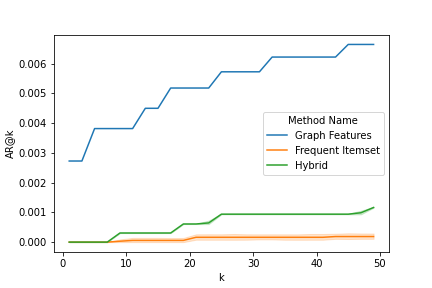 0.006
0.005
0.004
0.003
0.002
0.001
0.000
AR@k
Method Name
Graph Features
Frequent Itemset
Hybrid
0 10 20 30 40 50
k